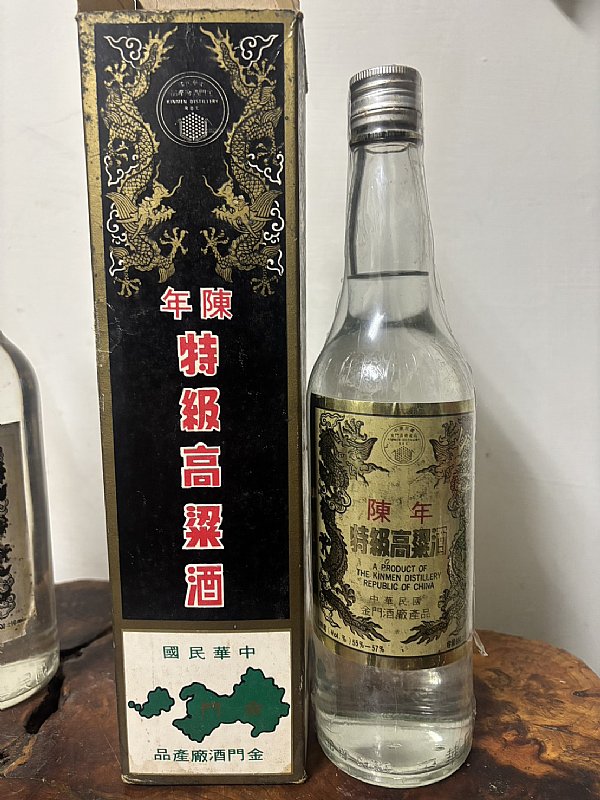 KINMEN DISTILLERY
年陳
特級高粱酒
國民華中
品產廠酒門金
陳年
特級高粱酒
A PRODUCT OF
THE KINMEN DISTILLERY
REPUBLIC OF CHINA
中華民國
金門酒廠產品
55%—57%